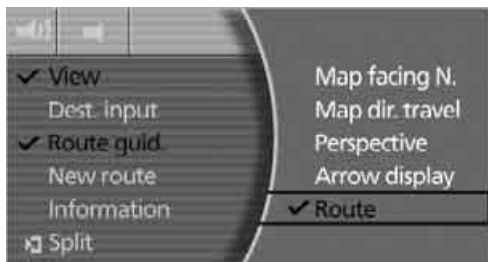 View
Dest. input
Route guid.
New route
Information
Split
Map facing N.
Map dir. travel
Perspective
Arrow display
Route